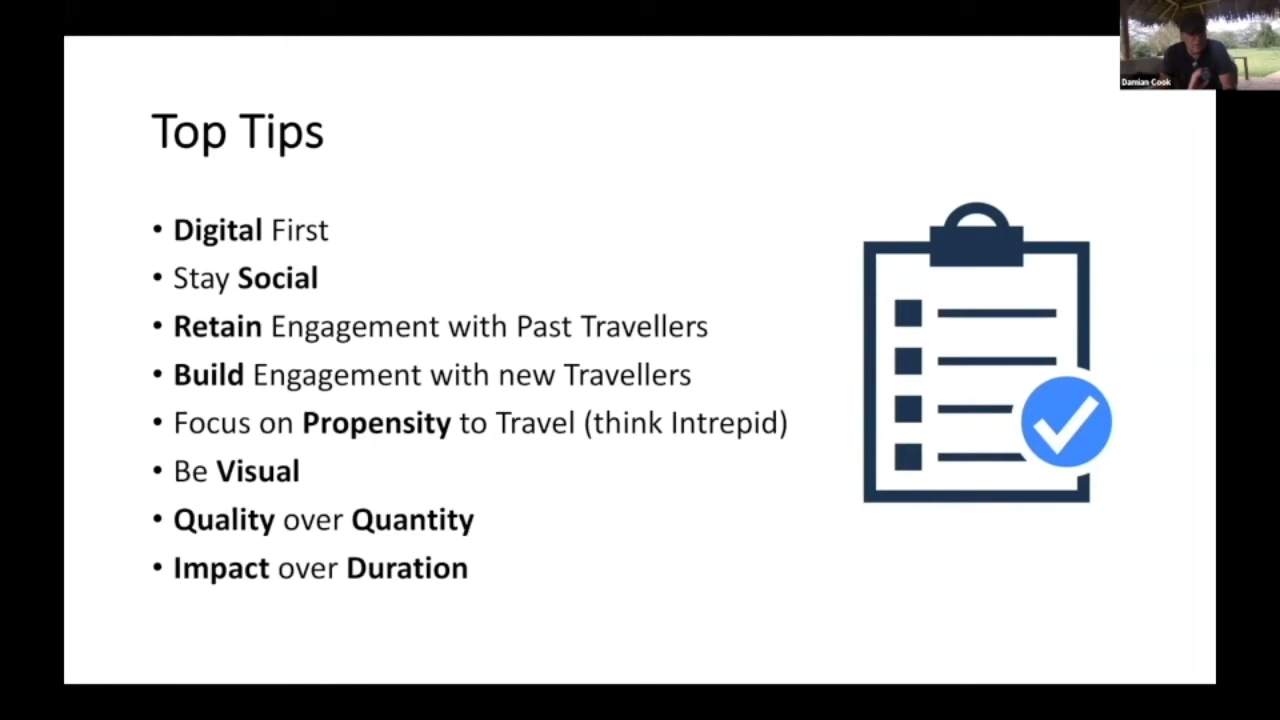 Damian Cook
Top Tips
• Digital First
• Stay Social
• Retain Engagement with Past Travellers
• Build Engagement with new Travellers
• Focus on Propensity to Travel (think Intrepid)
• Be Visual
• Quality over Quantity
• Impact over Duration